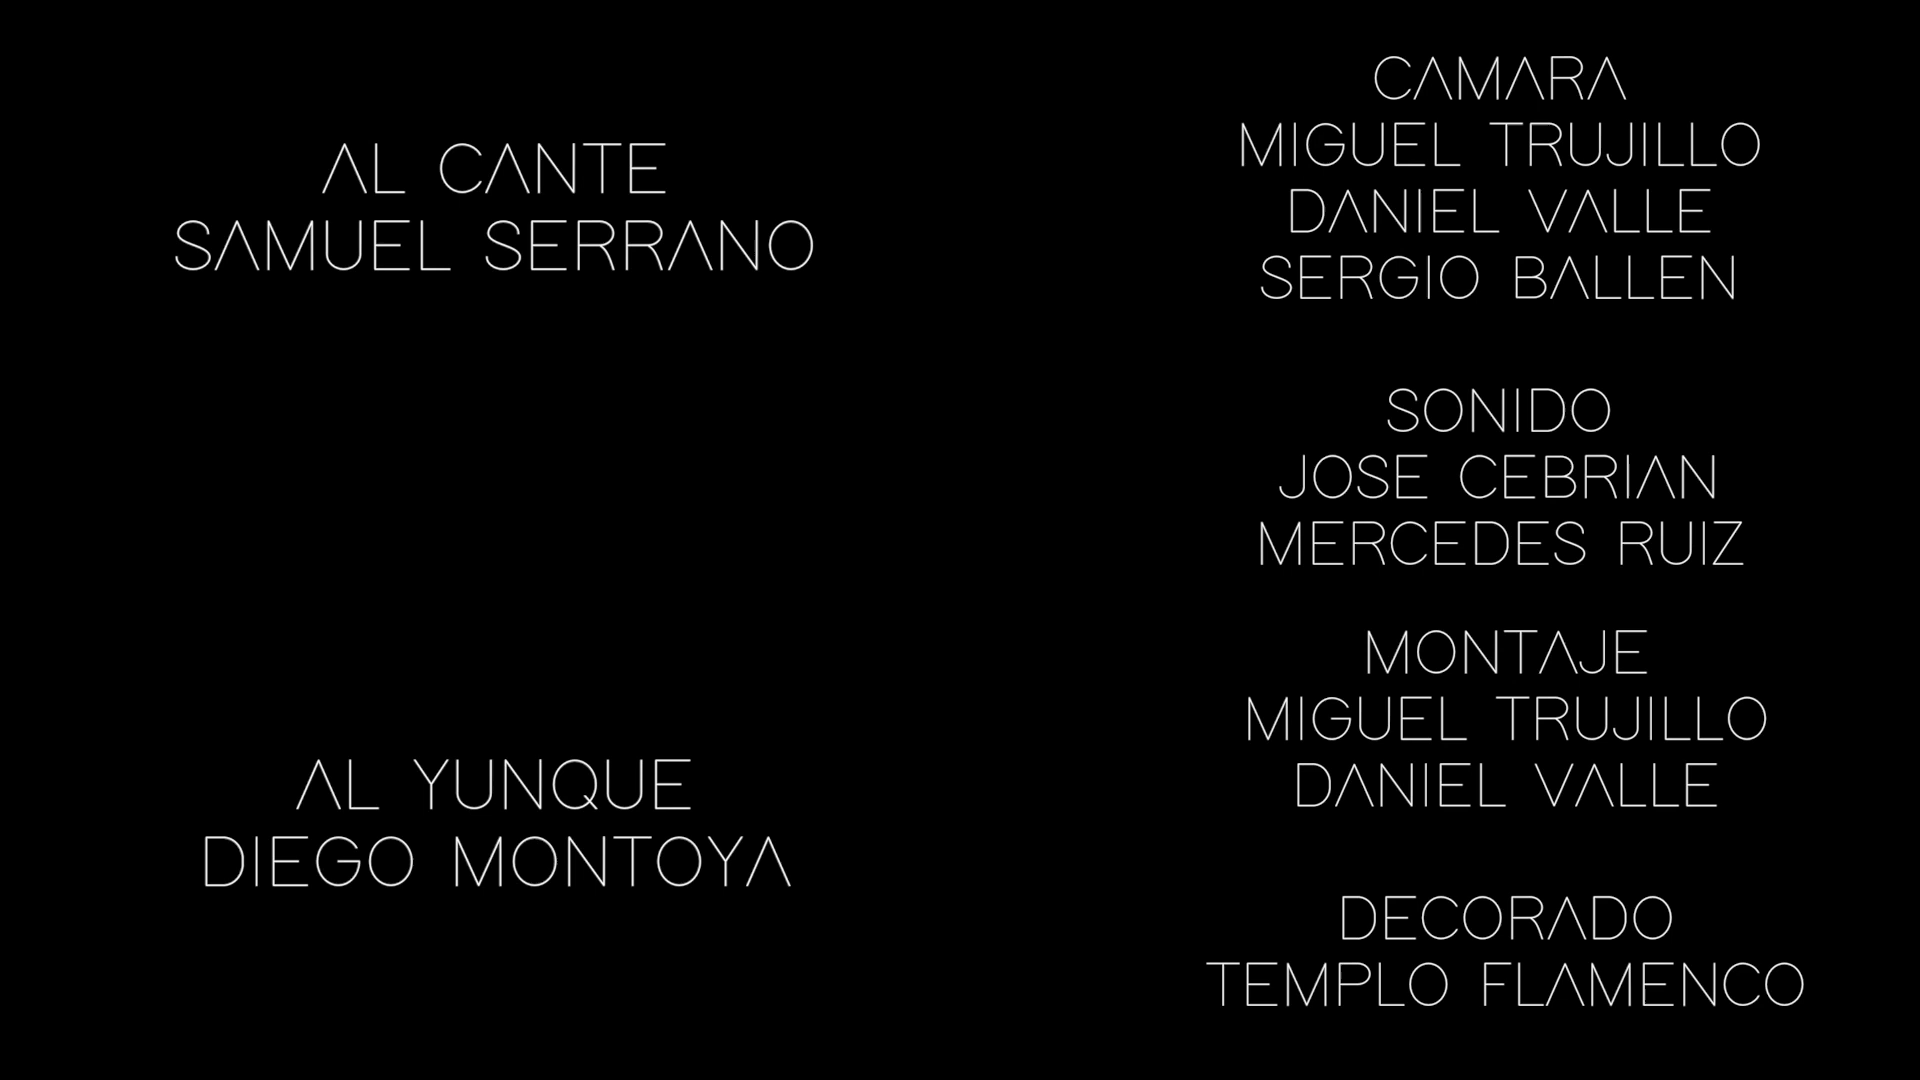 AL CANTE
SAMUEL SERRANO
AL YUNQUE
DIEGO MONTOYA
CAMARA
MIGUEL TRUJILLO
DANIEL VALLE
SERGIO BALLEN
SONIDO
JOSE CEBRIAN
MERCEDES RUIZ
MONTAJE
MIGUEL TRUJILLO
DANIEL VALLE
DECORADO
TEMPLO FLAMENCO